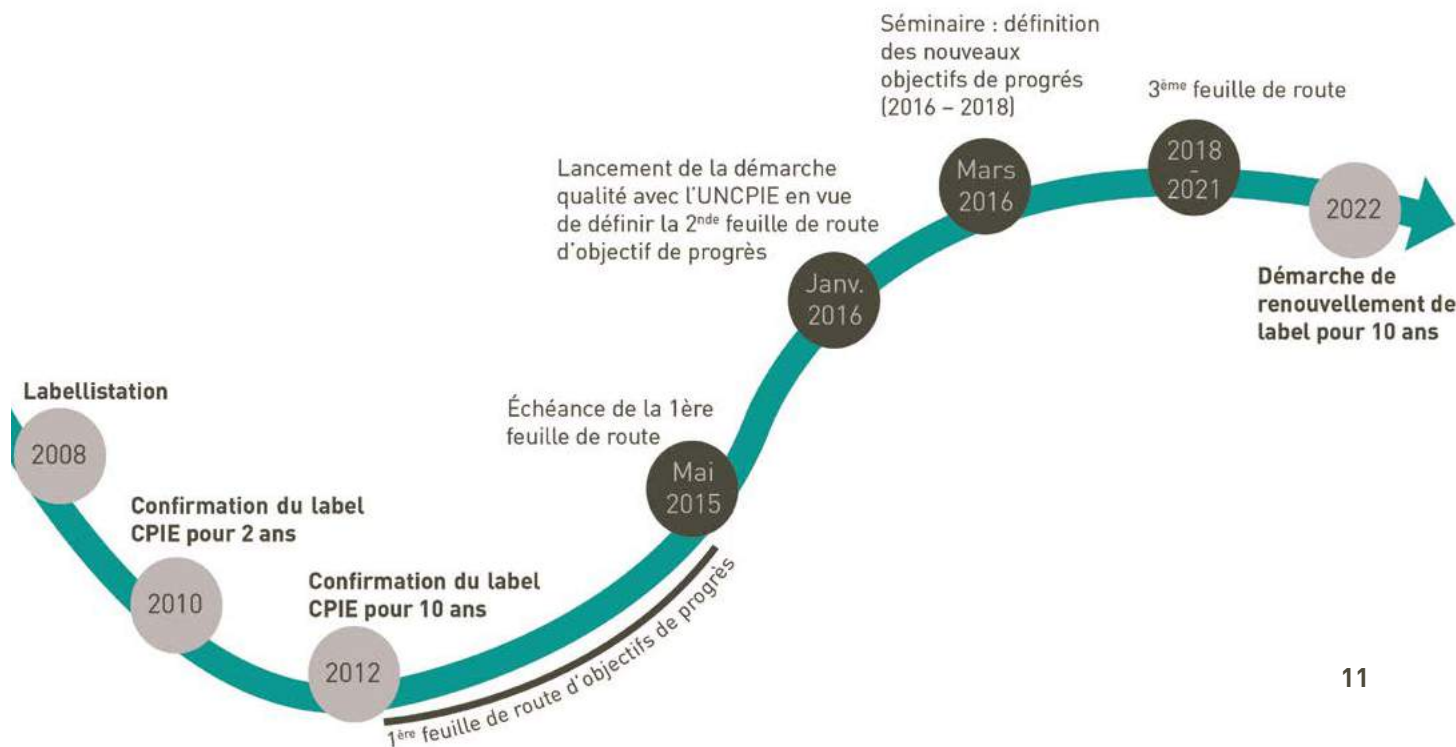 Labellistation
2008
Confirmation du label
CPIE pour 2 ans
2010
Confirmation du label
CPIE pour 10 ans
2012
1ère feuille de route d'objectifs de progrès
Échéance de la 1ère
feuille de route
Mai
2015
Lancement de la démarche
qualité avec l'UNCPIE en vue
de définir la 2nde feuille de route
d'objectif de progrès
Janv.
2016
Séminaire : définition
des nouveaux
objectifs de progrés
(2016 – 2018)
Mars
2016
3ème feuille de route
2018
-
2021
2022
Démarche de
renouvellement de
label pour 10 ans
11